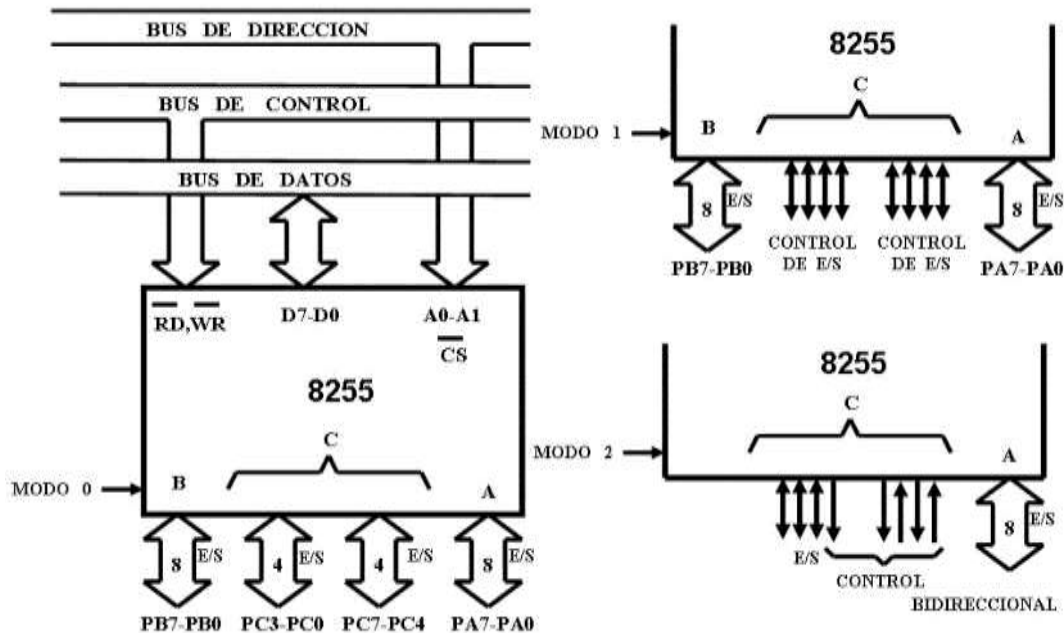 BUS DE DIRECCION
BUS DE CONTROL
BUS DE DATOS
RD,WR D7-D0 A0-A1
CS
8255
C
MODO 0
B
A
8 E/S 4 E/S 4 E/S 8 E/S
PB7-PB0 PC3-PC0 PC7-PC4 PA7-PA0
8255
C
MODO 1
B
A
8 E/S
8 E/S
CONTROL DE E/S
CONTROL DE E/S
PB7-PB0
PA7-PA0
8255
C
MODO 2
A
8
E/S
CONTROL
BIDIRECCIONAL